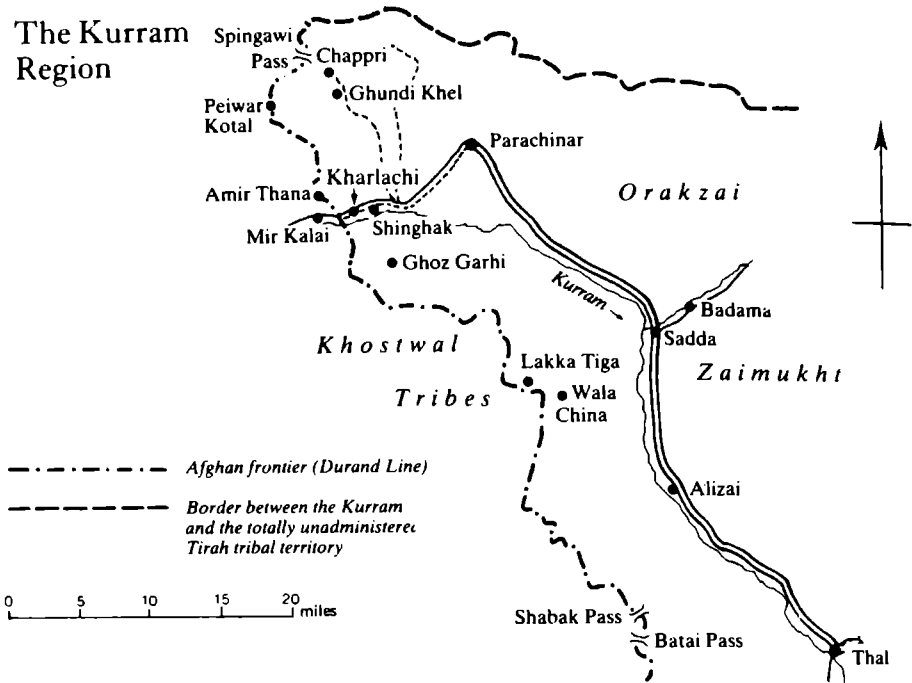 The Kurram
Region
Spingawi
Pass
Chappri
Ghundi Khel
Peiwar
Kotal
Parachinar
Kharlachi
Amir Thana
Orakzai
Mir Kalai
Shinghak
Ghoz Garhi
Kurram
Badama
Sadda
Khostwal
Zaimukht
Lakka Tiga
Tribes
Wala
China
Afghan frontier (Durand Line)
Alizai
Border between the Kurram
and the totally unadministered
Tirah tribal territory
0 5 10 15 20 miles
Shabak Pass
Batai Pass
Thal